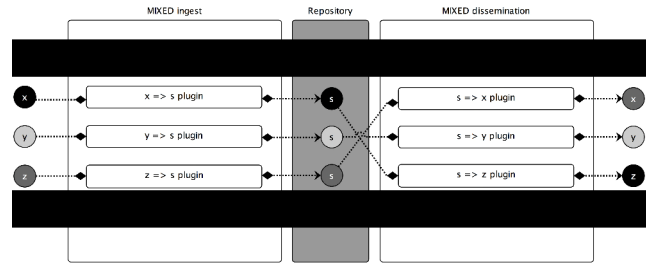 MIXED ingest Repository MIXED dissemination
x x => s plugin s s => x plugin x
y y => s plugin s s => y plugin y
z z => s plugin s s => z plugin z